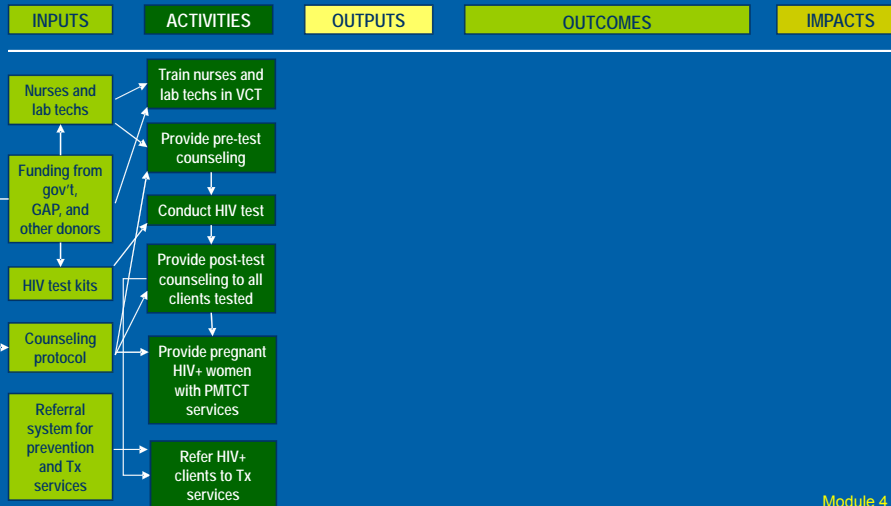 INPUTS
ACTIVITIES
OUTPUTS
OUTCOMES
IMPACTS
Nurses and
lab techs
Funding from
gov't,
GAP, and
other donors
HIV test kits
Counseling
protocol
Referral
system for
prevention
and Tx
services
Train nurses and
lab techs in VCT
Provide pre-test
counseling
Conduct HIV test
Provide post-test
counseling to all
clients tested
Provide pregnant
HIV+ women
with PMTCT
services
Refer HIV+
clients to Tx
services
Module 4